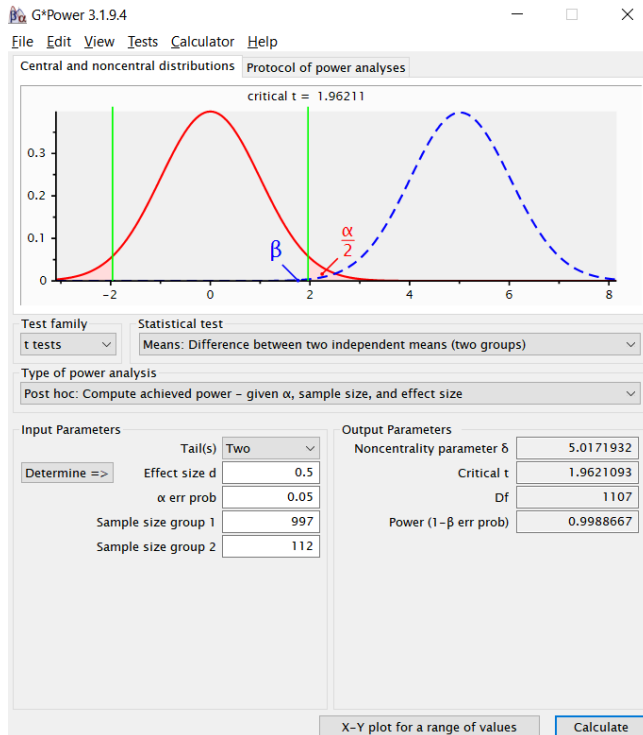 G*Power 3.1.9.4
File Edit View Tests Calculator Help
Central and noncentral distributions Protocol of power analyses
critical t = 1.96211
0.3
0.2
0.1
0
β
α
2
-2 0 2 4 6 8
Test family Statistical test
t tests Means: Difference between two independent means (two groups)
Type of power analysis
Post hoc: Compute achieved power - given α, sample size, and effect size
Input Parameters Output Parameters
Tail(s) Two Noncentrality parameter δ 5.0171932
Determine => Effect size d 0.5 Critical t 1.9621093
α err prob 0.05 Df 1107
Sample size group 1 997 Power (1-β err prob) 0.9988667
Sample size group 2 112
X-Y plot for a range of values Calculate